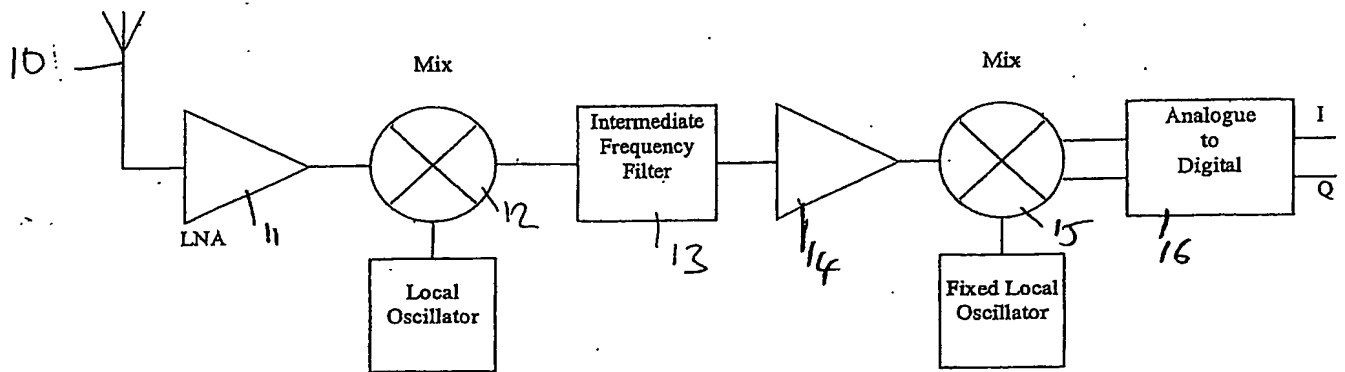 10
Mix
Mix
Intermediate
Frequency
Filter
Analogue
to
Digital
I
Q
LNA
11
12
13
14
15
16
Local
Oscillator
Fixed Local
Oscillator